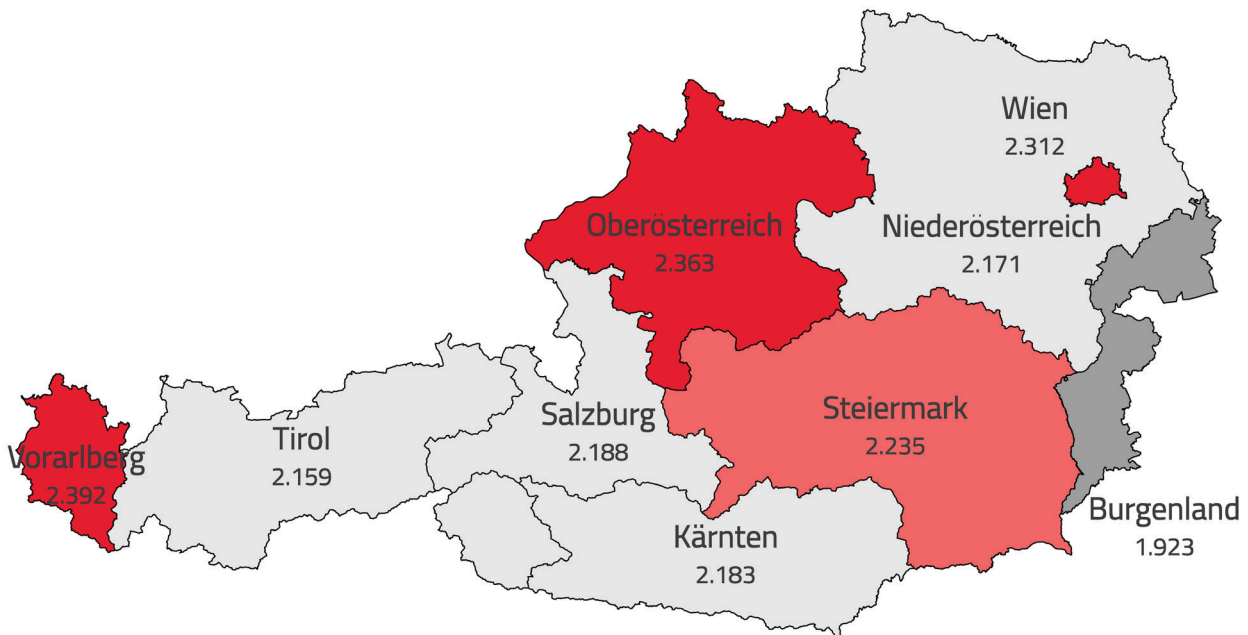 Wien
2.312
Oberösterreich
2.363
Niederösterreich
2.171
Steiermark
2.235
Salzburg
2.188
Tirol
2.159
Vorarlberg
2.392
Burgenland
1.923
Kärnten
2.183